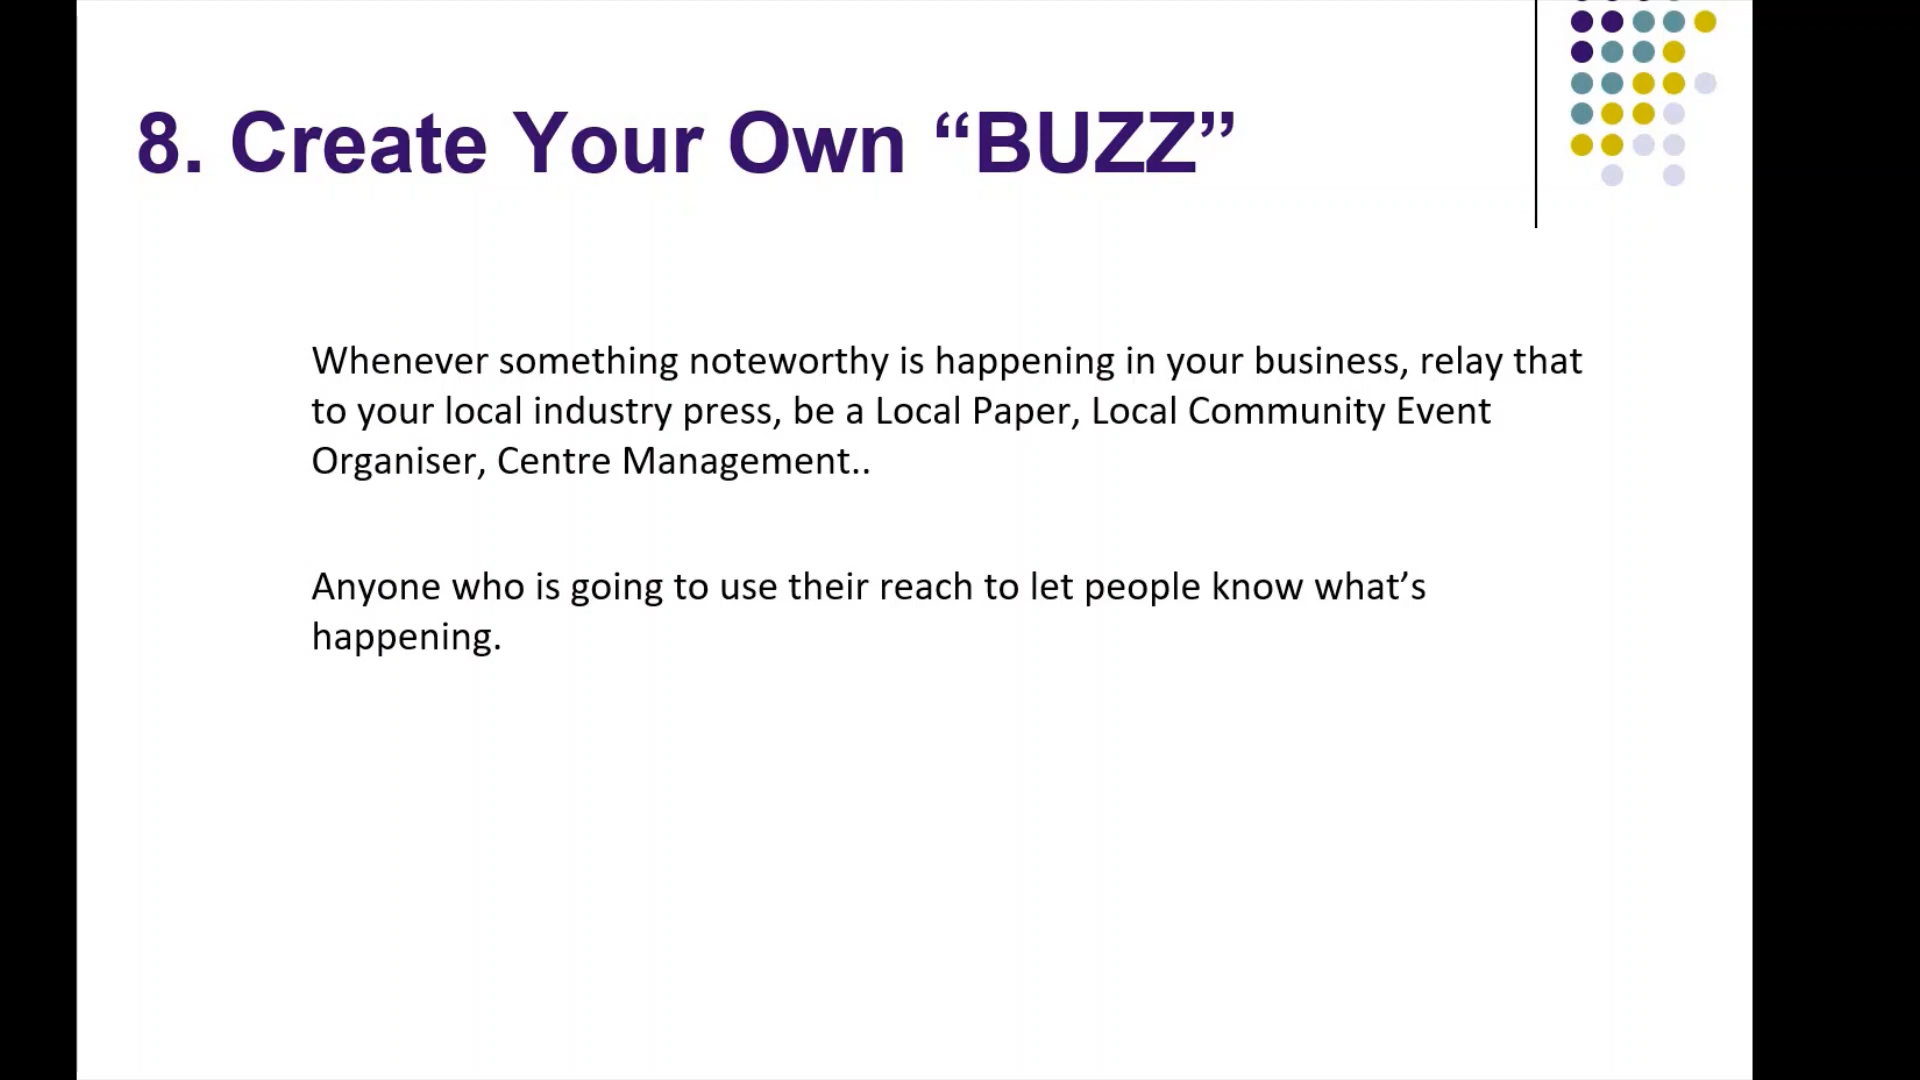 8. Create Your Own “BUZZ”
Whenever something noteworthy is happening in your business, relay that
to your local industry press, be a Local Paper, Local Community Event
Organiser, Centre Management..
Anyone who is going to use their reach to let people know what’s
happening.